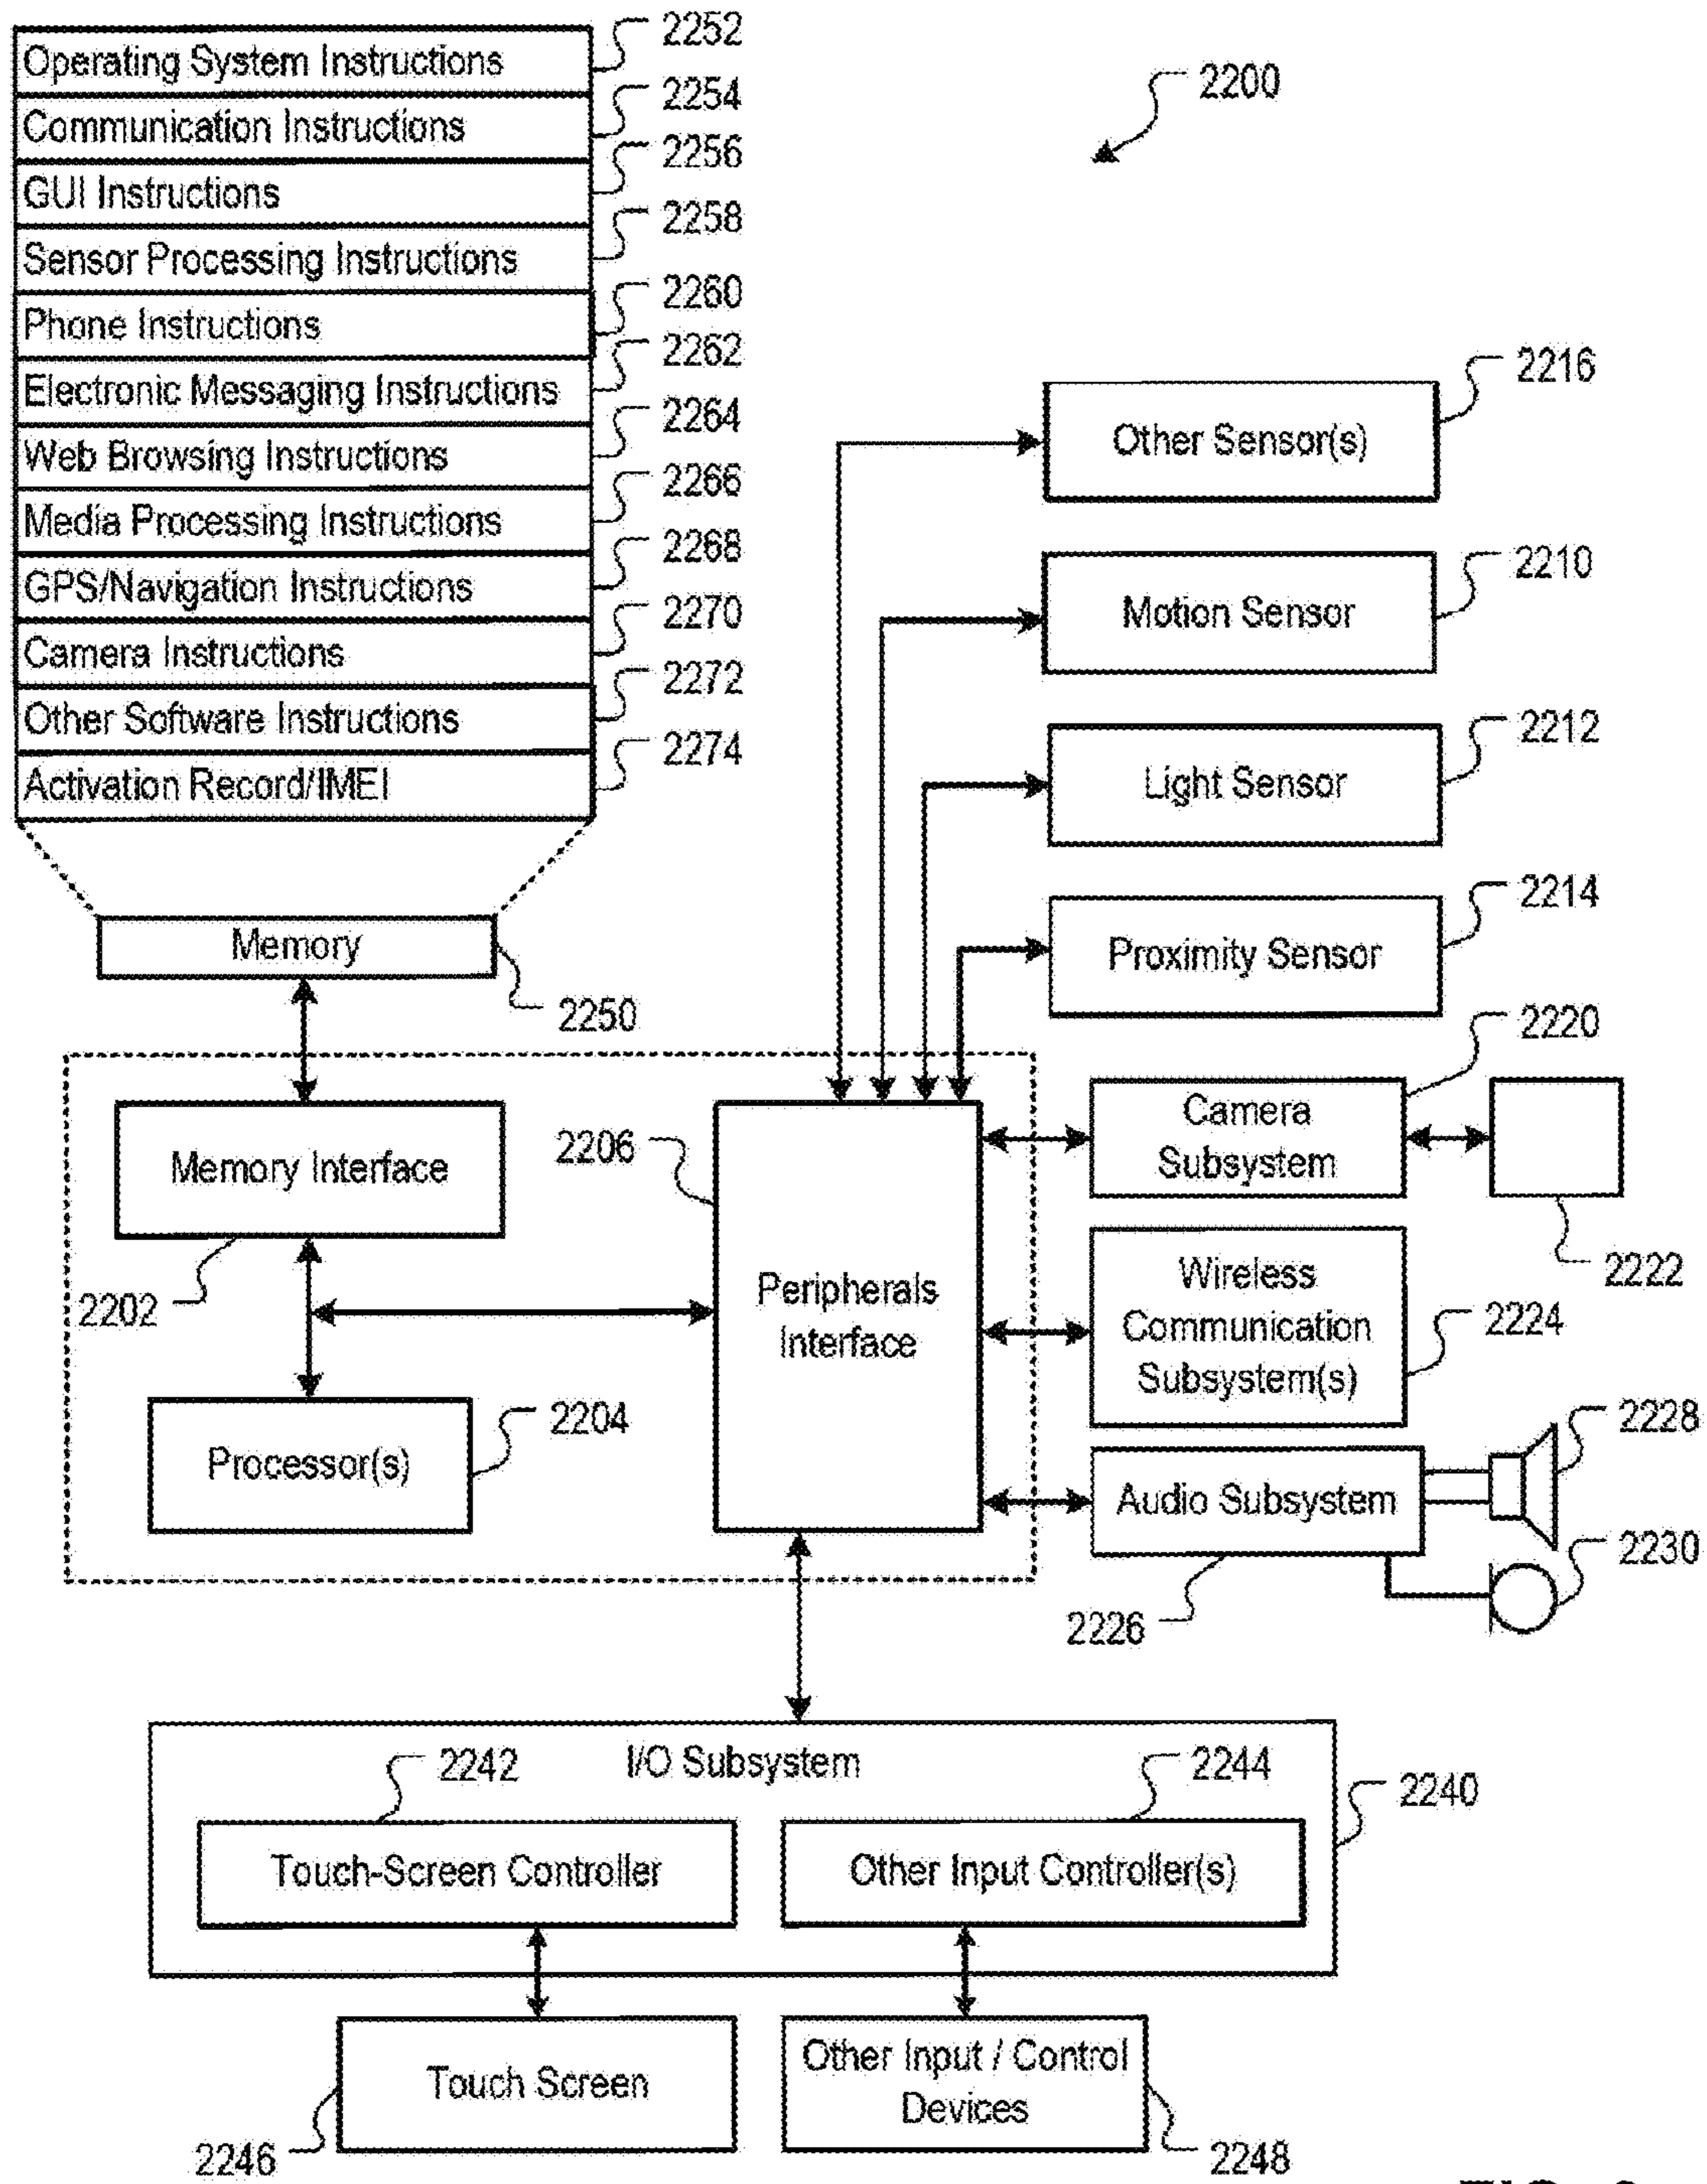 2252
Operating System Instructions
2254
Communication Instructions
2256
GUI Instructions
2258
Sensor Processing Instructions
2260
Phone Instructions
2262
Electronic Messaging Instructions
2264
Web Browsing Instructions
2266
Media Processing Instructions
2268
GPS/Navigation Instructions
2270
Camera Instructions
2272
Other Software Instructions
2274
Activation Record/IMEI
2200
Memory
2250
2216
Other Sensor(s)
2210
Motion Sensor
2212
Light Sensor
2214
Proximity Sensor
2220
Camera
Subsystem
2222
Memory Interface
2202
2206
Peripherals
Interface
Wireless
Communication
Subsystem(s)
2224
Processor(s)
2204
Audio Subsystem
2228
2230
2226
I/O Subsystem
2242
2244
2240
Touch-Screen Controller
Other Input Controller(s)
Touch Screen
2246
Other Input / Control
Devices
2248